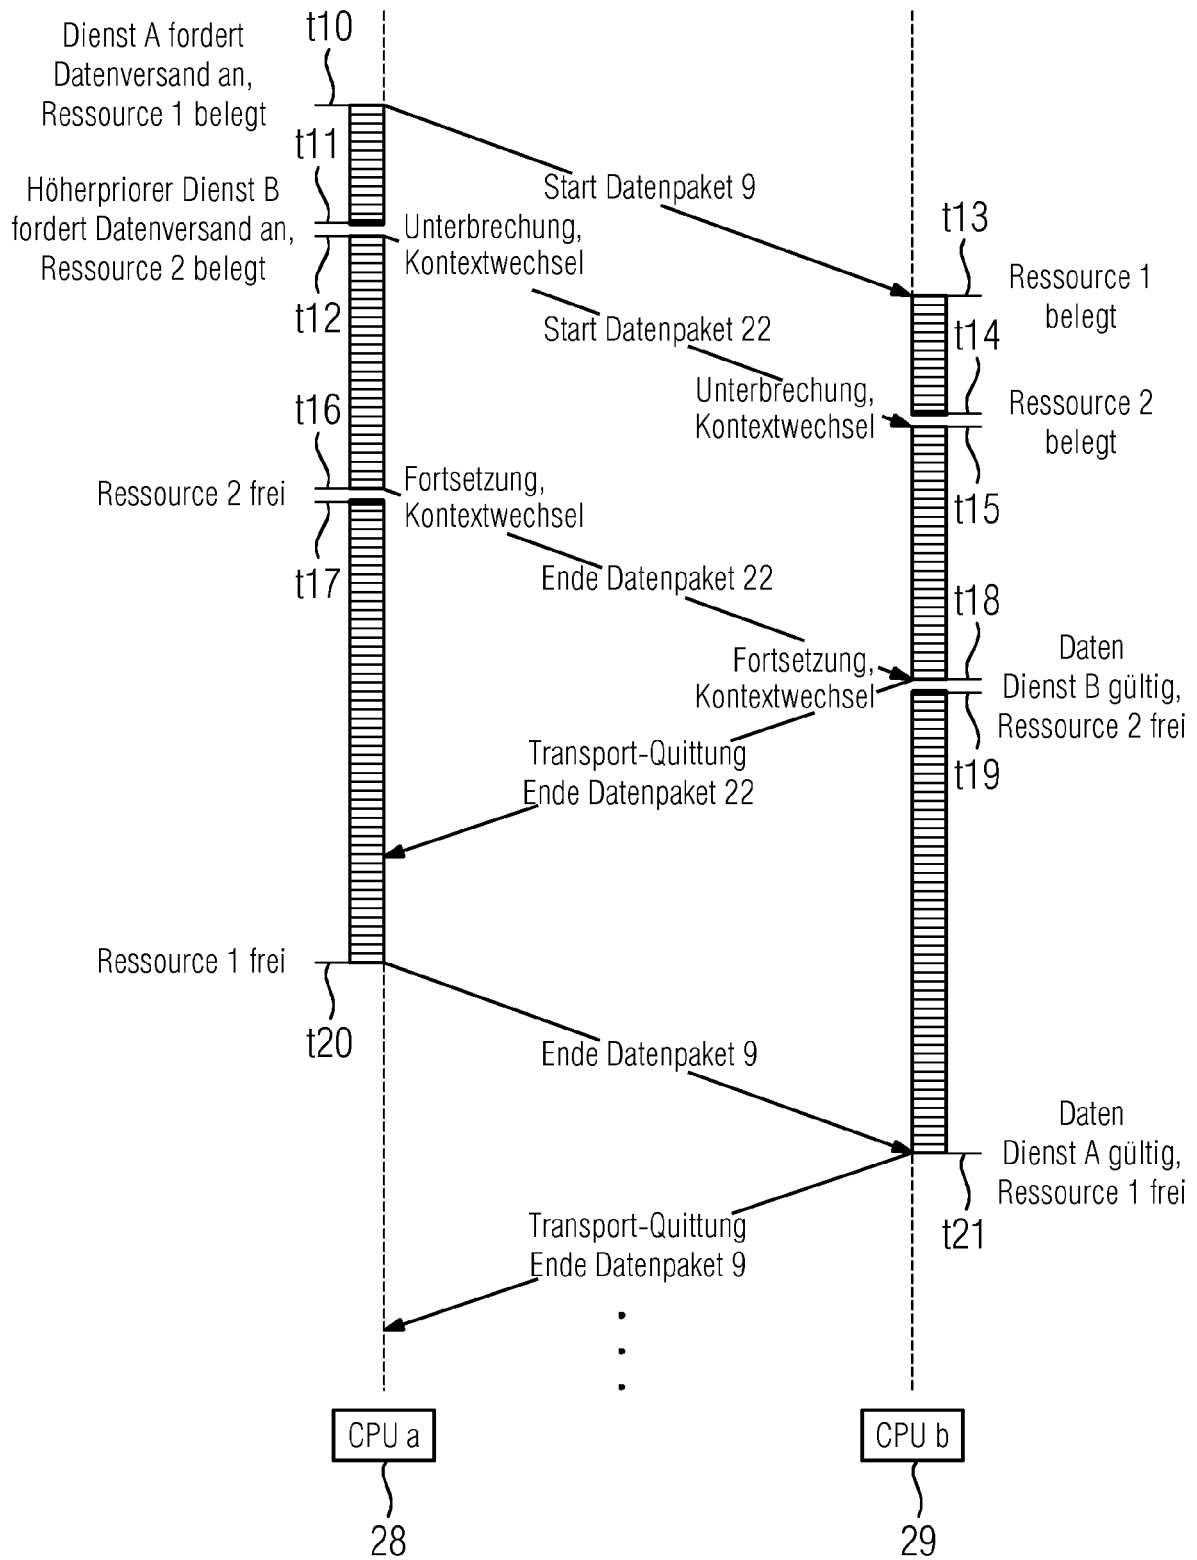 t10
Dienst A fordert
Datenversand an,
Ressource 1 belegt
t11
Start Datenpaket 9
Höherpriorer Dienst B
fordert Datenversand an,
Ressource 2 belegt
Unterbrechung,
Kontextwechsel
t12
t13
Ressource 1
belegt
Start Datenpaket 22
t14
Unterbrechung,
Kontextwechsel
Ressource 2
belegt
t15
t16
Ressource 2 frei
Fortsetzung,
Kontextwechsel
t17
Ende Datenpaket 22
t18
Fortsetzung,
Kontextwechsel
Daten
Dienst B gültig,
Ressource 2 frei
t19
Transport-Quittung
Ende Datenpaket 22
Ressource 1 frei
t20
Ende Datenpaket 9
Daten
Dienst A gültig,
Ressource 1 frei
t21
Transport-Quittung
Ende Datenpaket 9
CPU a
CPU b
28
29